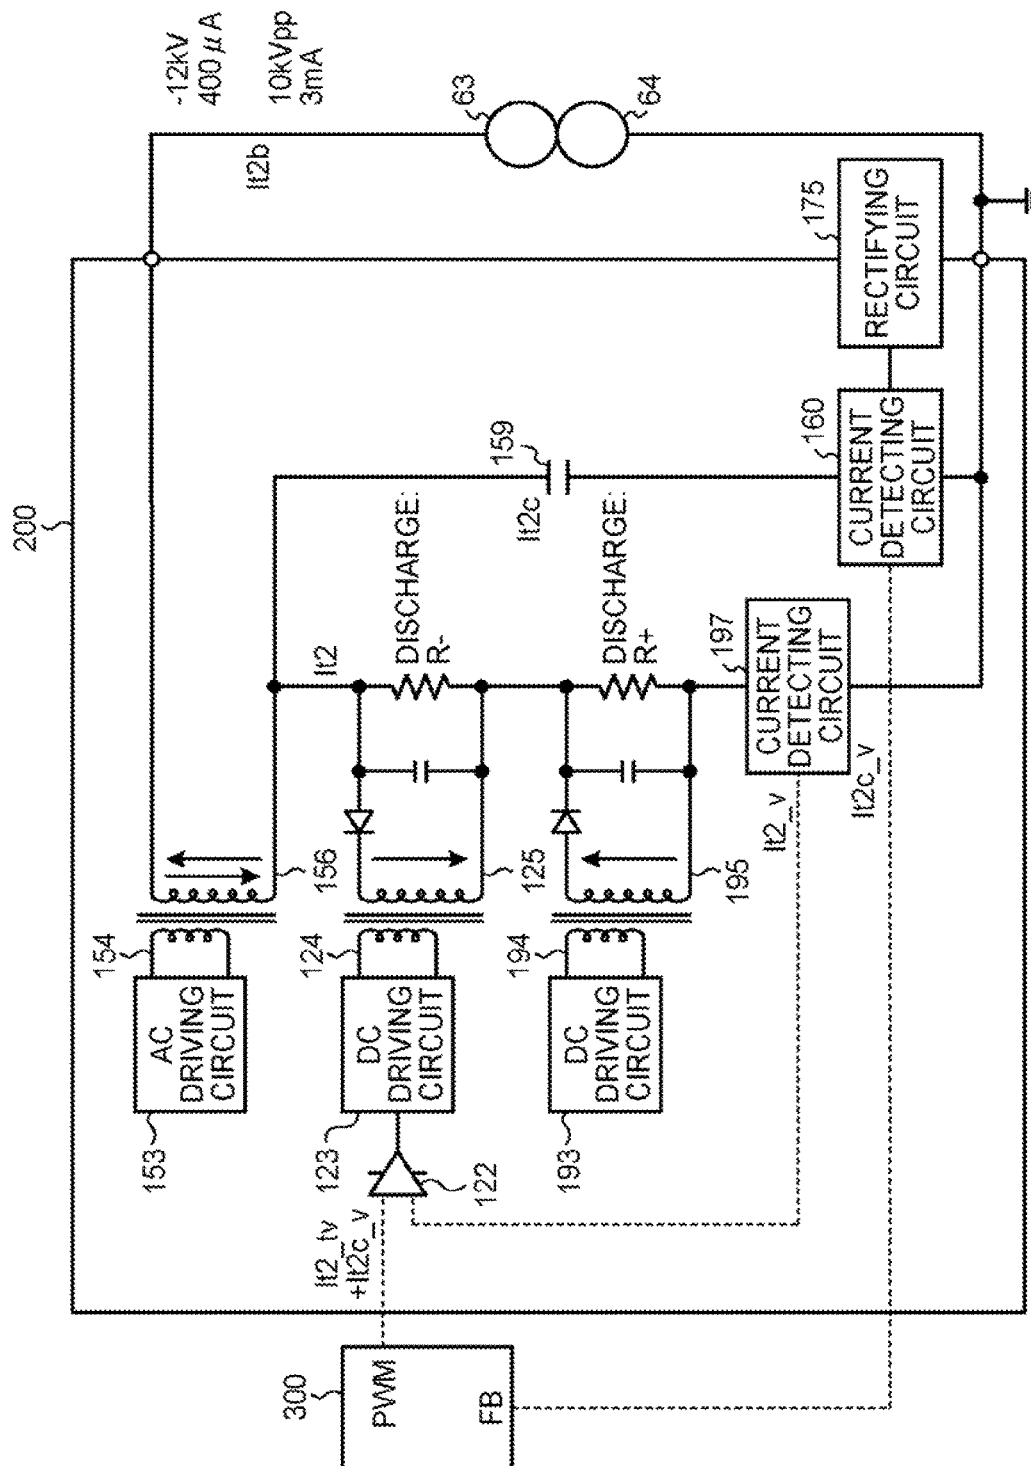 200
-12kV
400μA
10kVpp
3mA
It2b
63
64
154
AC
DRIVING
CIRCUIT
153
156
It2
DISCHARGE:
R-
159
It2c
124
DC
DRIVING
CIRCUIT
123
125
122
It2_tv
+It2c_v
300
PWM
FB
194
DC
DRIVING
CIRCUIT
193
195
DISCHARGE:
R+
197
CURRENT
DETECTING
CIRCUIT
It2_v
It2c_v
160
CURRENT
DETECTING
CIRCUIT
175
RECTIFYING
CIRCUIT